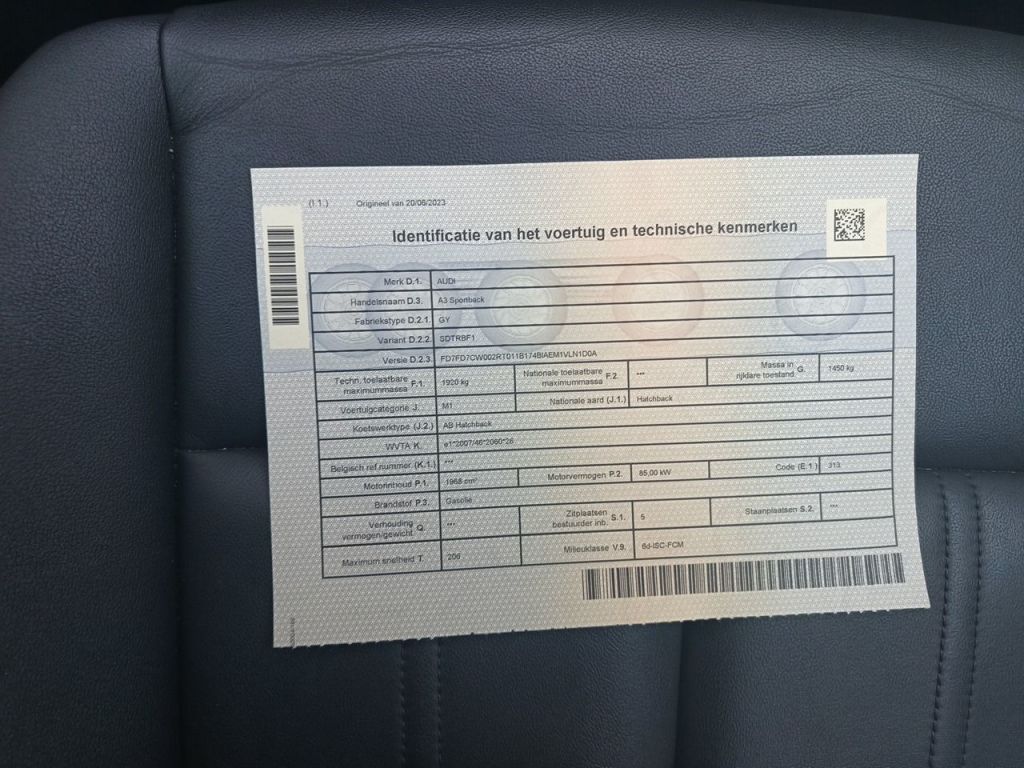 (I.1.) Origineel van 20/06/2023
Identificatie van het voertuig en technische kenmerken
Merk D.1. AUDI
Handelsnaam D.3. A3 Sportback
Fabriekstype D.2.1. GY
Variant D.2.2. SDTRBF1
Versie D.2.3. FD7FD7CW002RT011B174BIAEM1VLN1D0A
Techn. toelaatbare maximummassa F.1. 1920 kg Nationale toelaatbare maximummassa F.2. --- Massa in rijklare toestand G. 1450 kg
Voertuigcategorie J. M1 Nationale aard (J.1.) Hatchback
Koetswerktype (J.2.) AB Hatchback
WVTA K. e1*2007/46*2060*26
Belgisch ref.nummer (K.1.) ---
Motorinhoud P.1. 1968 cm³ Motorvermogen P.2. 85,00 kW Code (E.1.) 313
Brandstof P.3. Gasolie
Verhouding vermogen/gewicht Q. --- Zitplaatsen bestuurder inb. S.1. 5 Staanplaatsen S.2. ---
Maximum snelheid T. 206 Milieuklasse V.9. 6d-ISC-FCM